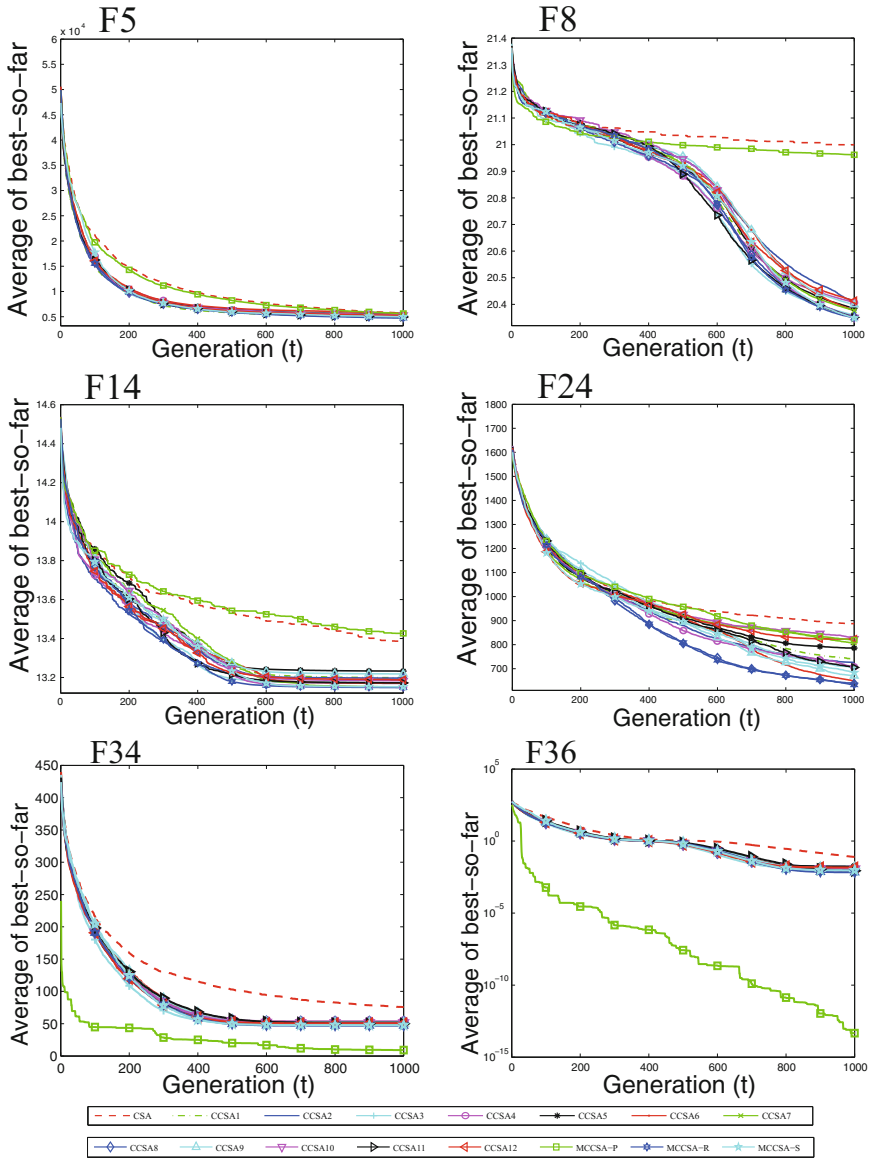 F5
F8
x 10⁴
6
5.5
5
4.5
4
3.5
3
2.5
2
1.5
1
0.5
0 200 400 600 800 1000
Average of best−so−far
Generation (t)
21.4
21.3
21.2
21.1
21
20.9
20.8
20.7
20.6
20.5
20.4
0 200 400 600 800 1000
Average of best−so−far
Generation (t)
F14
F24
14.6
14.4
14.2
14
13.8
13.6
13.4
13.2
0 200 400 600 800 1000
Average of best−so−far
Generation (t)
1800
1700
1600
1500
1400
1300
1200
1100
1000
900
800
700
0 200 400 600 800 1000
Average of best−so−far
Generation (t)
F34
F36
450
400
350
300
250
200
150
100
50
0
0 200 400 600 800 1000
Average of best−so−far
Generation (t)
10⁵
10⁰
10⁻⁵
10⁻¹⁰
10⁻¹⁵
0 200 400 600 800 1000
Average of best−so−far
Generation (t)
CSA CCSA1 CCSA2 CCSA3 CCSA4 CCSA5 CCSA6 CCSA7
CCSA8 CCSA9 CCSA10 CCSA11 CCSA12 MCCSA−P MCCSA−R MCCSA−S